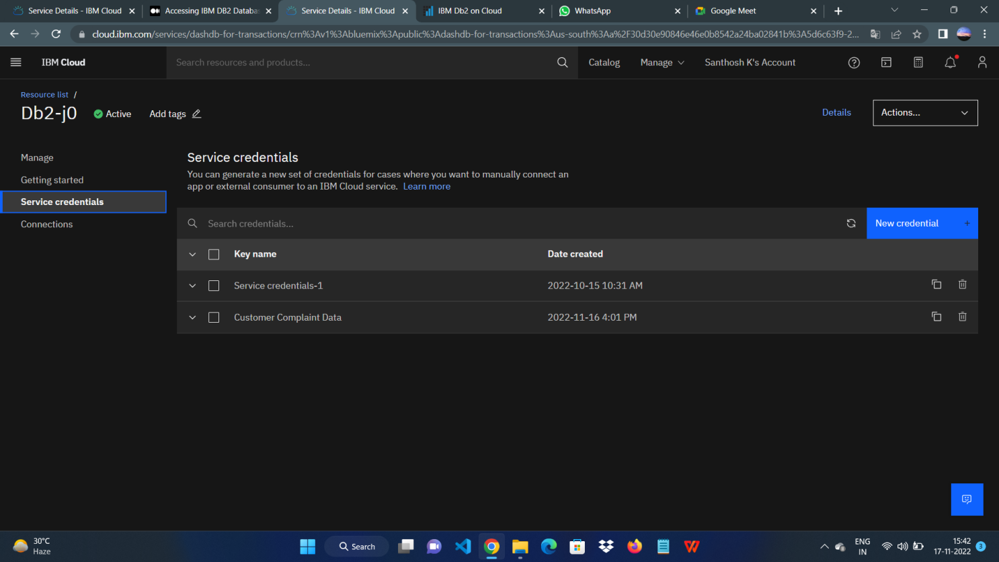 Service Details - IBM Cloud
Accessing IBM DB2 Databa
Service Details - IBM Cloud
IBM Db2 on Cloud
WhatsApp
Google Meet
cloud.ibm.com/services/dashdb-for-transactions/crn%3Av1%3Abluemix%3Apublic%3Adashdb-for-transactions%3Aus-south%3Aa%2F30d30e90846e46e0b8542a24ba02841b%3A5d6c63f9-2...
IBM Cloud
Search resources and products...
Catalog
Manage
Santhosh K's Account
Resource list /
Db2-j0
Active
Add tags
Details
Actions...
Manage
Getting started
Service credentials
Connections
Service credentials
You can generate a new set of credentials for cases where you want to manually connect an
app or external consumer to an IBM Cloud service. Learn more
Search credentials...
New credential +
Key name
Date created
Service credentials-1
2022-10-15 10:31 AM
Customer Complaint Data
2022-11-16 4:01 PM
30°C
Haze
Search
ENG
IN
15:42
17-11-2022
3